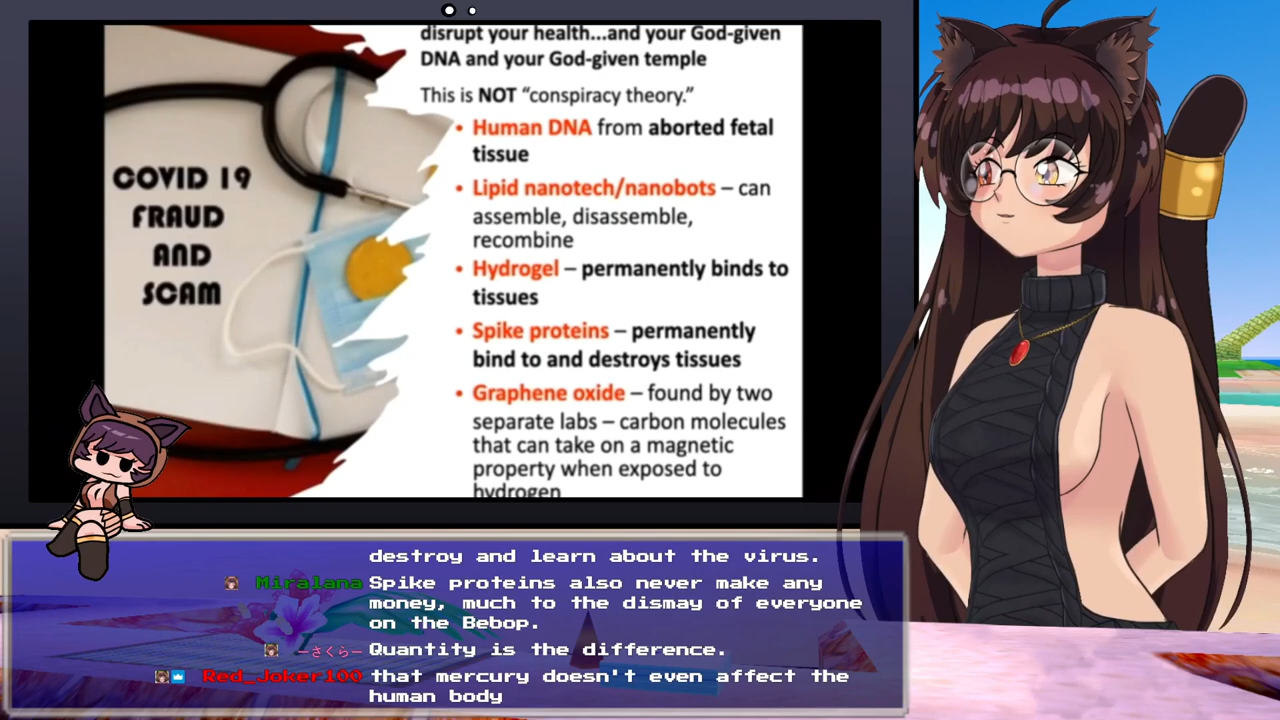 disrupt your health...and your God-given
DNA and your God-given temple
This is NOT “conspiracy theory.”
• Human DNA from aborted fetal
tissue
• Lipid nanotech/nanobots – can
assemble, disassemble,
recombine
• Hydrogel – permanently binds to
tissues
• Spike proteins – permanently
bind to and destroys tissues
• Graphene oxide – found by two
separate labs – carbon molecules
that can take on a magnetic
property when exposed to
hydrogen
COVID 19
FRAUD
AND
SCAM
destroy and learn about the virus.
Miralana Spike proteins also never make any
money, much to the dismay of everyone
on the Bebop.
—さくら— Quantity is the difference.
Red_Joker100 that mercury doesn't even affect the
human body